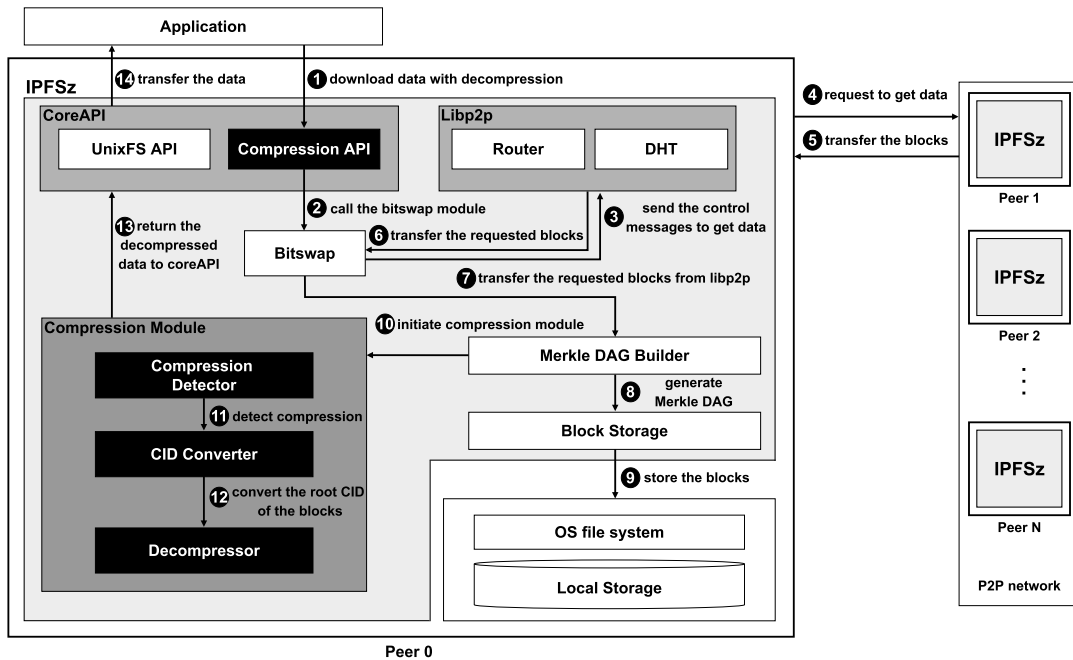 Application
14 transfer the data
1 download data with decompression
IPFSz
CoreAPI
UnixFS API
Compression API
Libp2p
Router
DHT
4 request to get data
5 transfer the blocks
2 call the bitswap module
3 send the control
messages to get data
6 transfer the requested blocks
13 return the
decompressed
data to coreAPI
Bitswap
7 transfer the requested blocks from libp2p
Compression Module
10 initiate compression module
Merkle DAG Builder
Compression
Detector
8 generate
Merkle DAG
11 detect compression
Block Storage
CID Converter
9 store the blocks
12 convert the root CID
of the blocks
Decompressor
OS file system
Local Storage
Peer 0
IPFSz
Peer 1
IPFSz
Peer 2
IPFSz
Peer N
P2P network